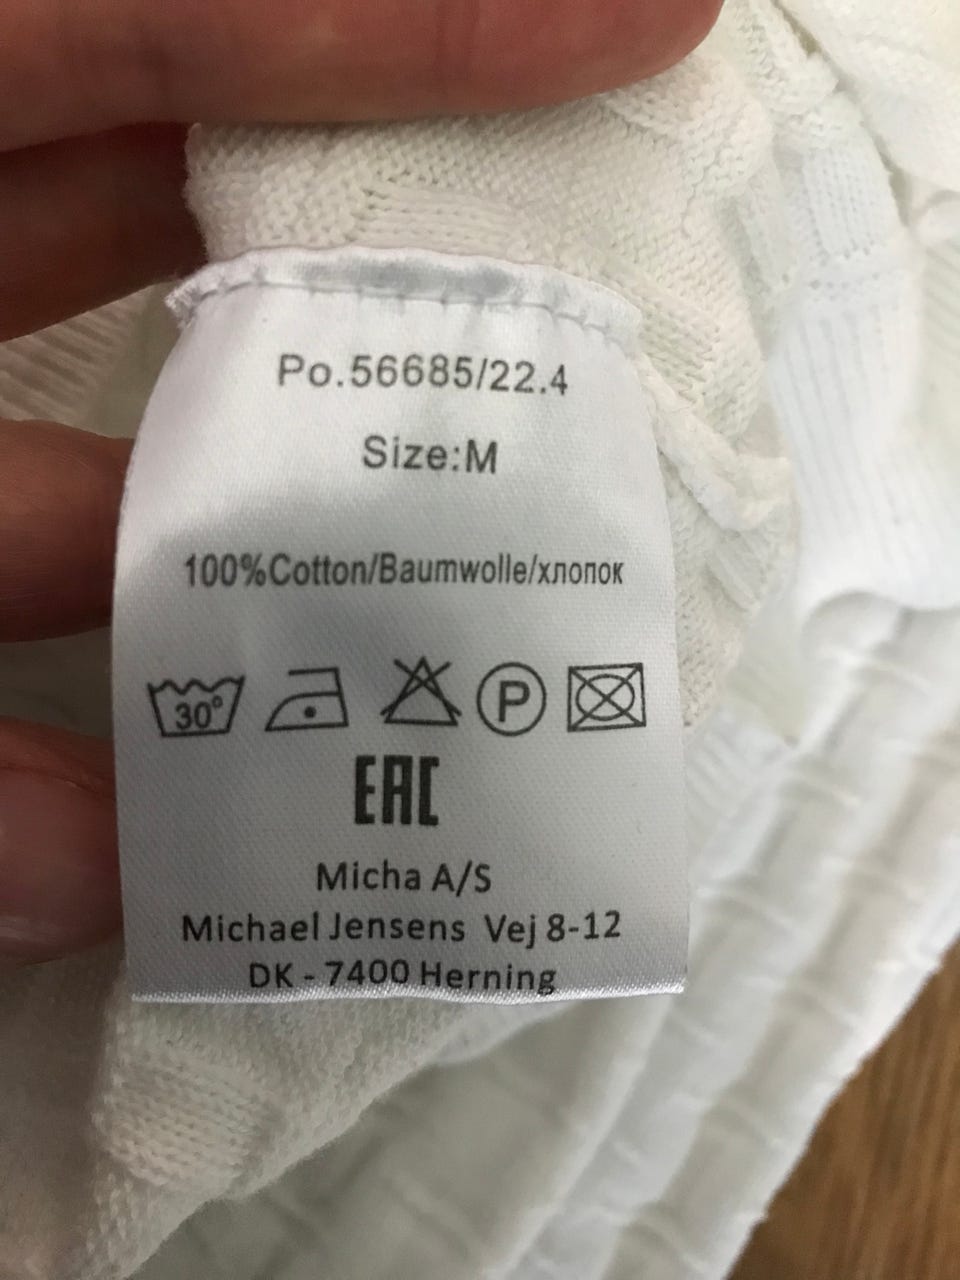 Po.56685/22.4
Size:M
100%Cotton/Baumwolle/хлопок
30° P
EAC
Micha A/S
Michael Jensens Vej 8-12
DK - 7400 Herning